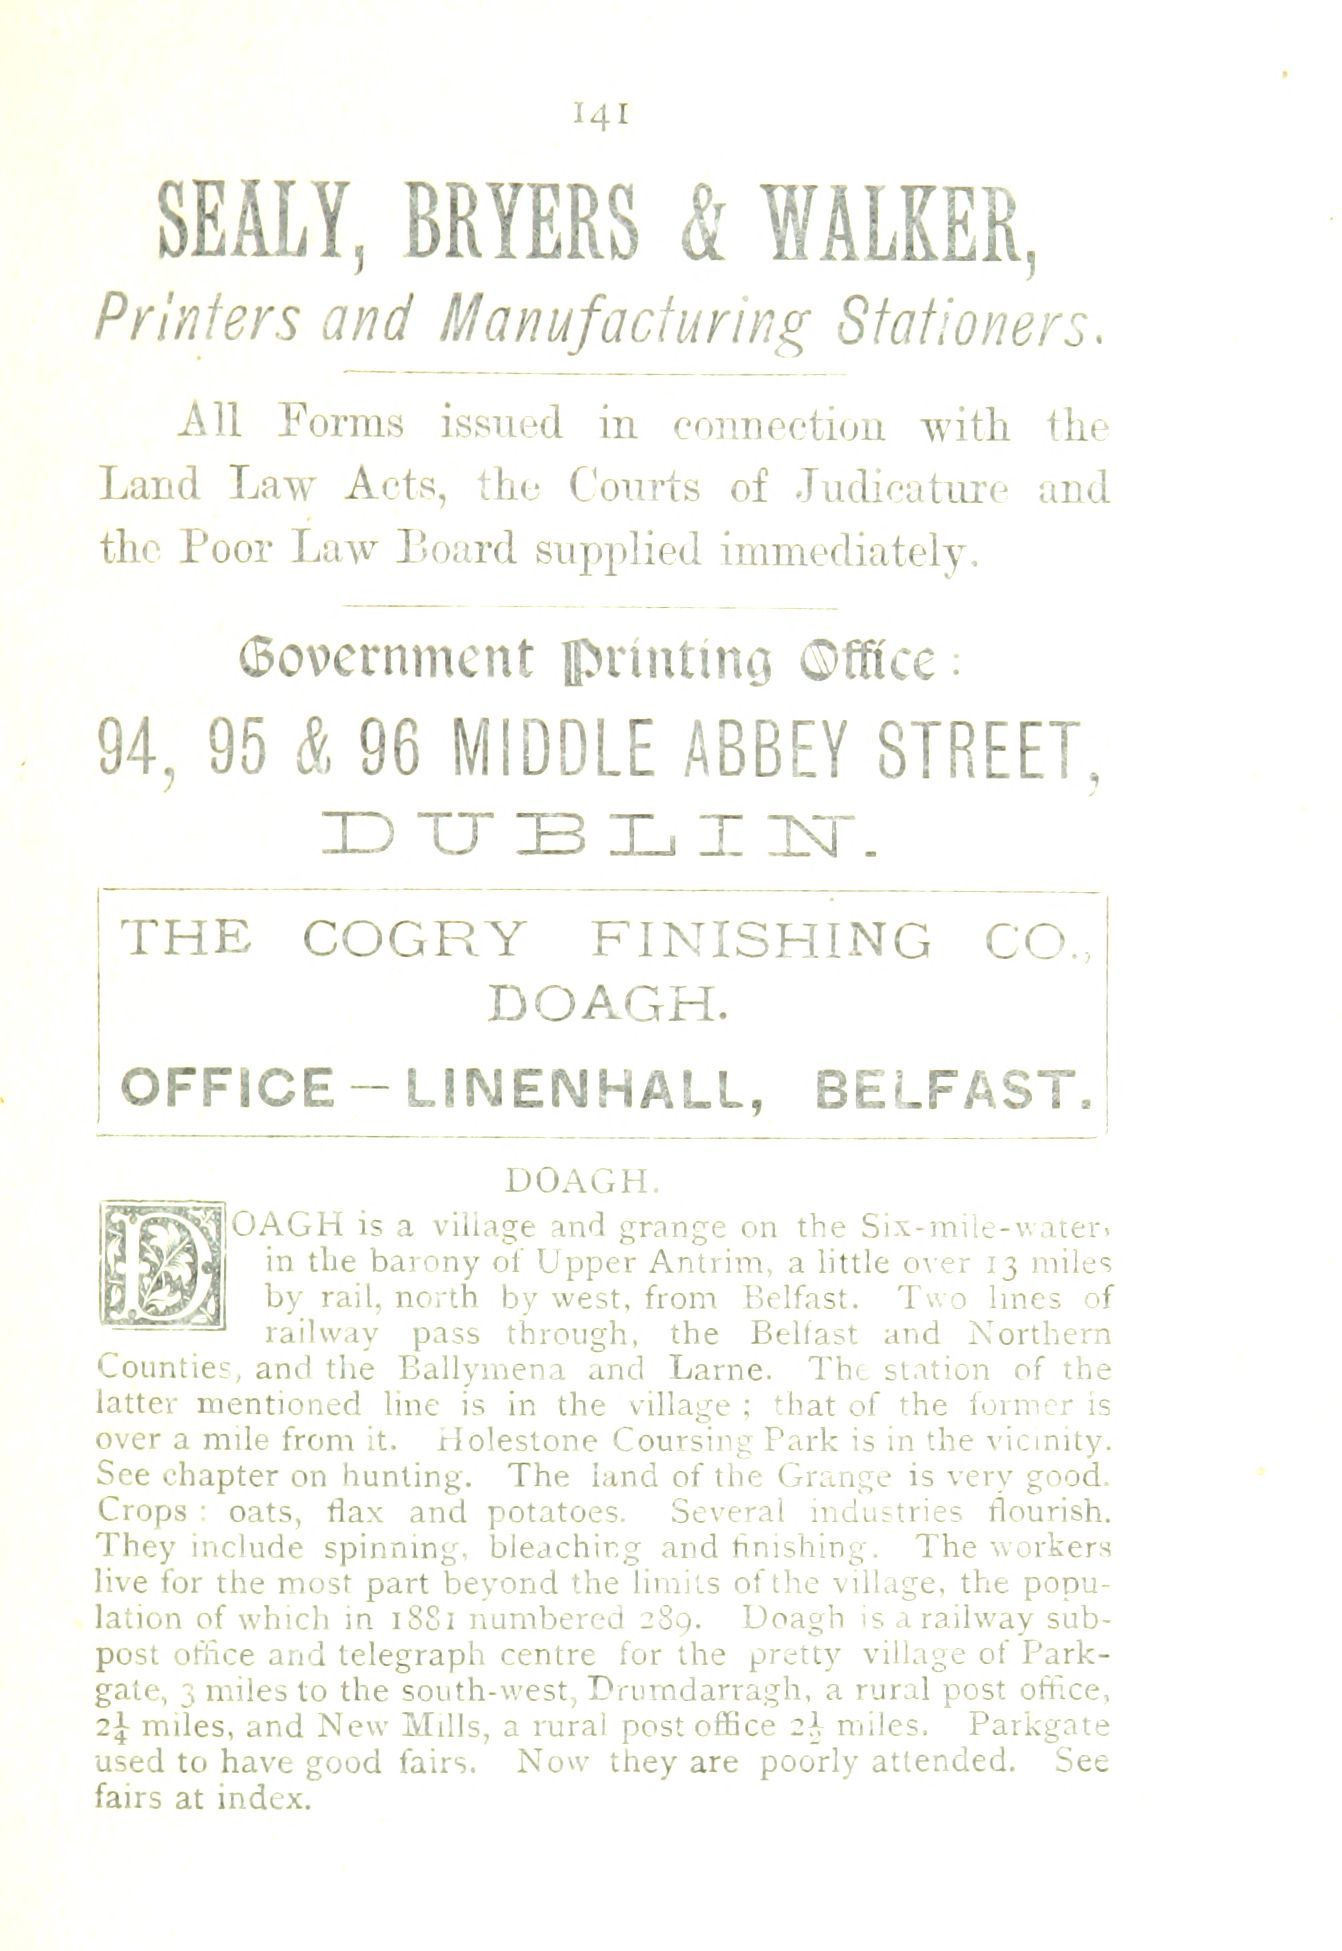 141
SEALY, BRYERS & WALKER,
Printers and Manufacturing Stationers.
All Forms issued in connection with the
Land Law Acts, the Courts of Judicature and
the Poor Law Board supplied immediately.
Government Printing Office :
94, 95 & 96 MIDDLE ABBEY STREET,
DUBLIN.
THE COGRY FINISHING CO.,
DOAGH.
OFFICE — LINENHALL, BELFAST.
DOAGH.
DOAGH is a village and grange on the Six-mile-water,
in the barony of Upper Antrim, a little over 13 miles
by rail, north by west, from Belfast. Two lines of
railway pass through, the Belfast and Northern
Counties, and the Ballymena and Larne. The station of the
latter mentioned line is in the village ; that of the former is
over a mile from it. Holestone Coursing Park is in the vicinity.
See chapter on hunting. The land of the Grange is very good.
Crops : oats, flax and potatoes. Several industries flourish.
They include spinning, bleaching and finishing. The workers
live for the most part beyond the limits of the village, the popu-
lation of which in 1881 numbered 289. Doagh is a railway sub-
post office and telegraph centre for the pretty village of Park-
gate, 3 miles to the south-west, Drumdarragh, a rural post office,
2¼ miles, and New Mills, a rural post office 2½ miles. Parkgate
used to have good fairs. Now they are poorly attended. See
fairs at index.